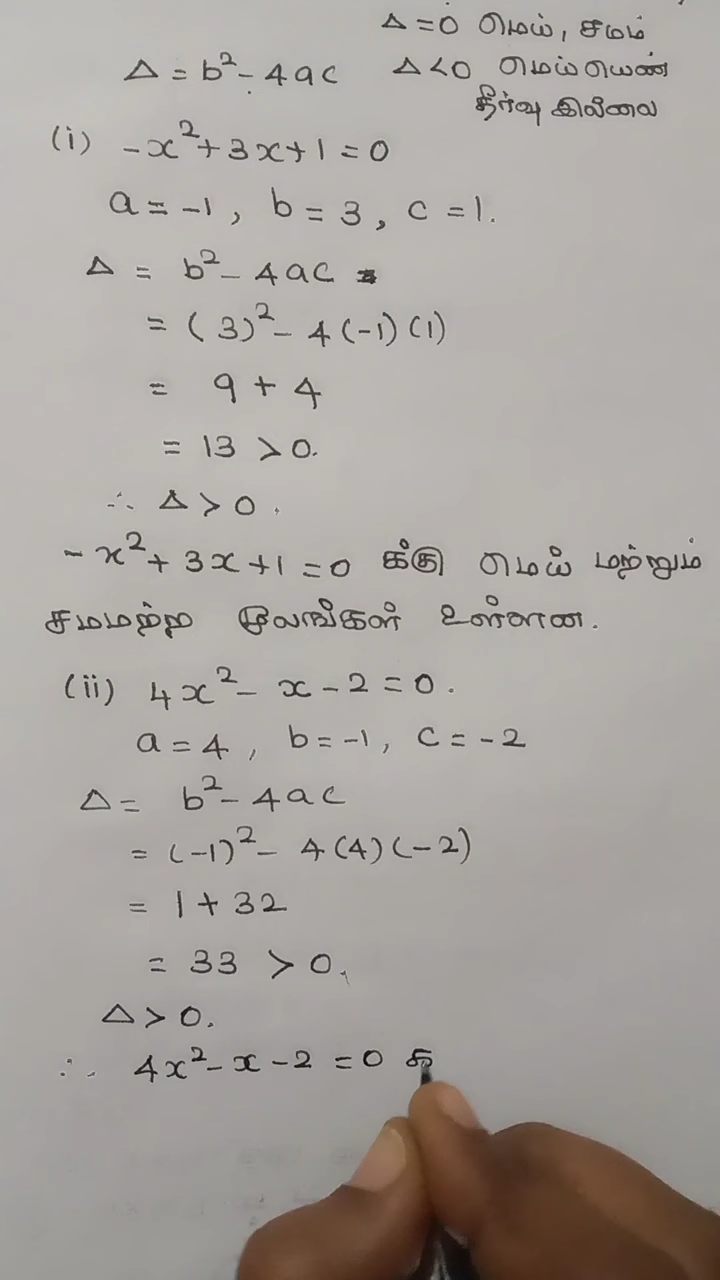 Δ = 0 மெய், சமம்
Δ = b² - 4ac Δ < 0 மெய்யெண்
தீர்வு இல்லை
(i) -x² + 3x + 1 = 0
a = -1, b = 3, c = 1.
Δ = b² - 4ac
= (3)² - 4(-1)(1)
= 9 + 4
= 13 > 0.
∴ Δ > 0.
-x² + 3x + 1 = 0 க்கு மெய் மற்றும்
சமமற்ற மூலங்கள் உள்ளன.
(ii) 4x² - x - 2 = 0.
a = 4, b = -1, c = -2
Δ = b² - 4ac
= (-1)² - 4(4)(-2)
= 1 + 32
= 33 > 0.
Δ > 0.
∴ 4x² - x - 2 = 0 க